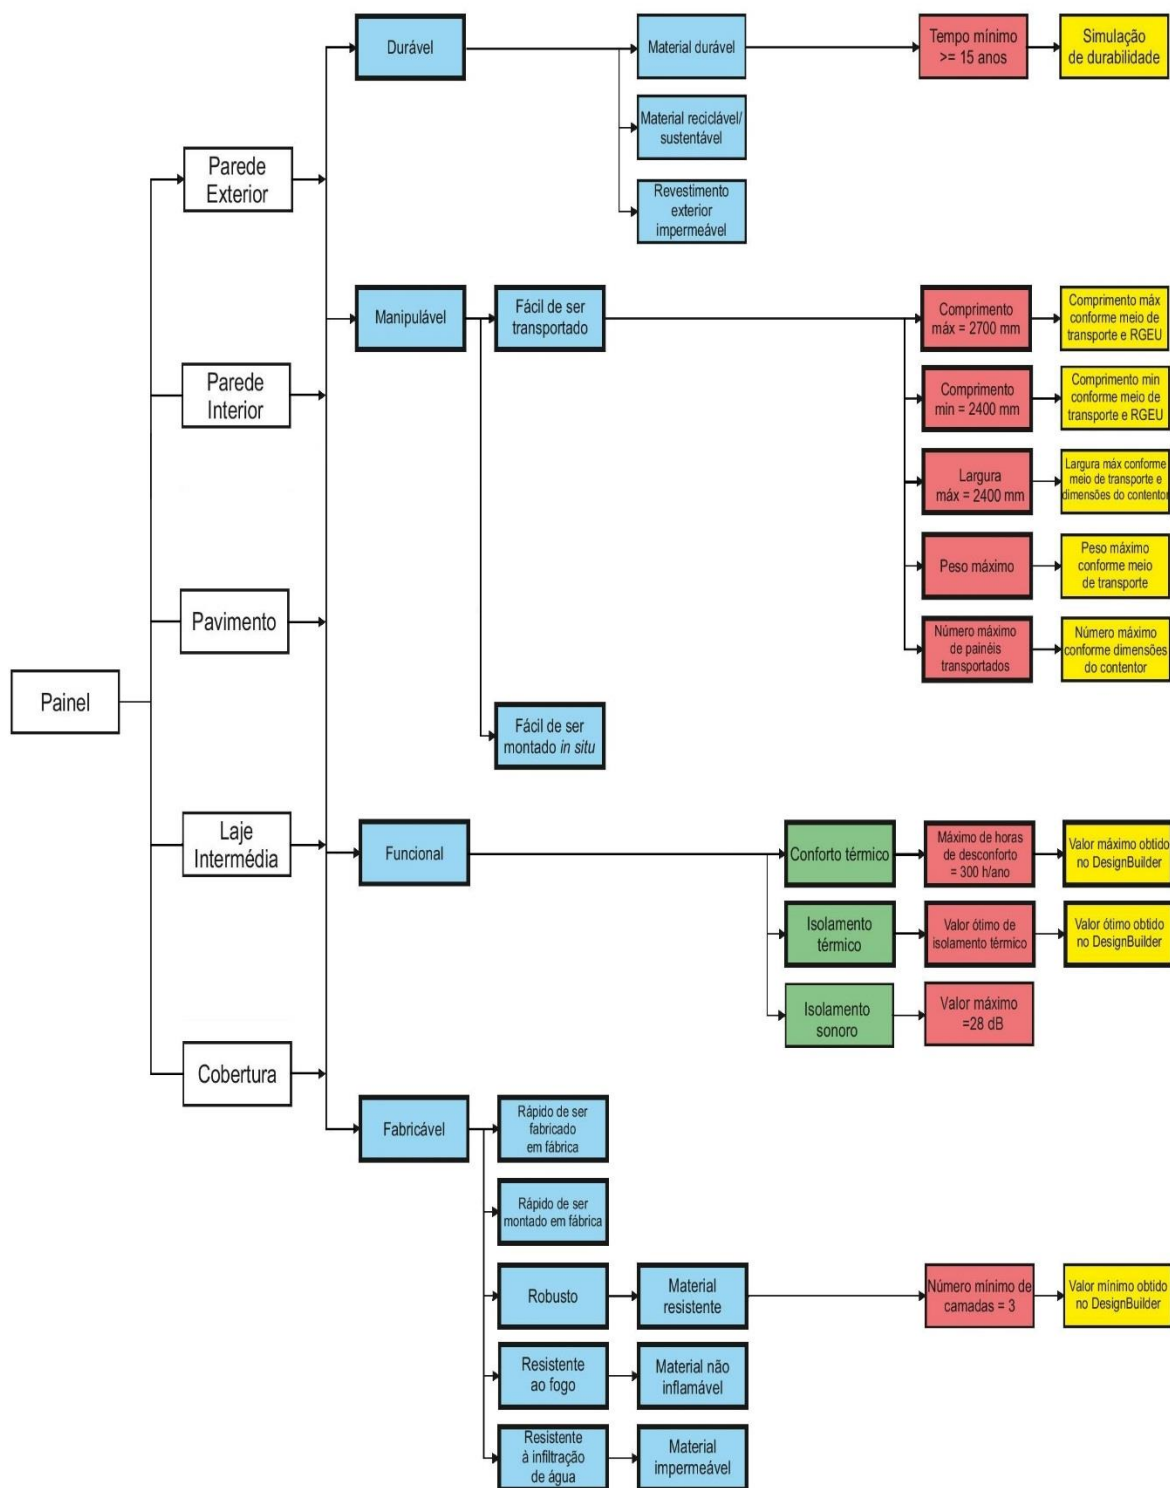 Painel
Parede
Exterior
Parede
Interior
Pavimento
Laje
Intermédia
Cobertura
Durável
Material durável
Tempo mínimo
>= 15 anos
Simulação
de durabilidade
Material reciclável/
sustentável
Revestimento
exterior
impermeável
Manipulável
Fácil de ser
transportado
Comprimento
máx = 2700 mm
Comprimento máx
conforme meio de
transporte e RGEU
Comprimento
min = 2400 mm
Comprimento min
conforme meio de
transporte e RGEU
Largura
máx = 2400 mm
Largura máx conforme
meio de transporte e
dimensões do contentor
Peso máximo
Peso máximo
conforme meio
de transporte
Número máximo
de painéis
transportados
Número máximo
conforme dimensões
do contentor
Fácil de ser
montado in situ
Funcional
Conforto térmico
Máximo de horas
de desconforto
= 300 h/ano
Valor máximo obtido
no DesignBuilder
Isolamento
térmico
Valor ótimo de
isolamento térmico
Valor ótimo obtido
no DesignBuilder
Isolamento
sonoro
Valor máximo
=28 dB
Fabricável
Rápido de ser
fabricado
em fábrica
Rápido de ser
montado em fábrica
Robusto
Material
resistente
Número mínimo de
camadas = 3
Valor mínimo obtido
no DesignBuilder
Resistente
ao fogo
Material não
inflamável
Resistente
à infiltração
de água
Material
impermeável